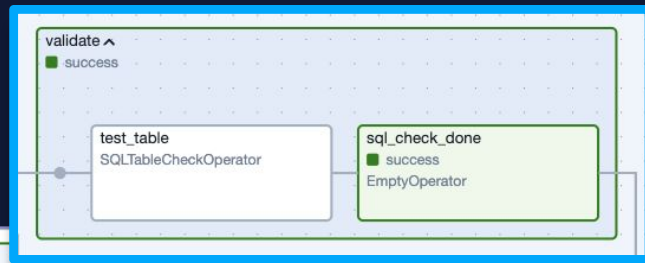 validate
success
test_table
SQLTableCheckOperator
sql_check_done
success
EmptyOperator